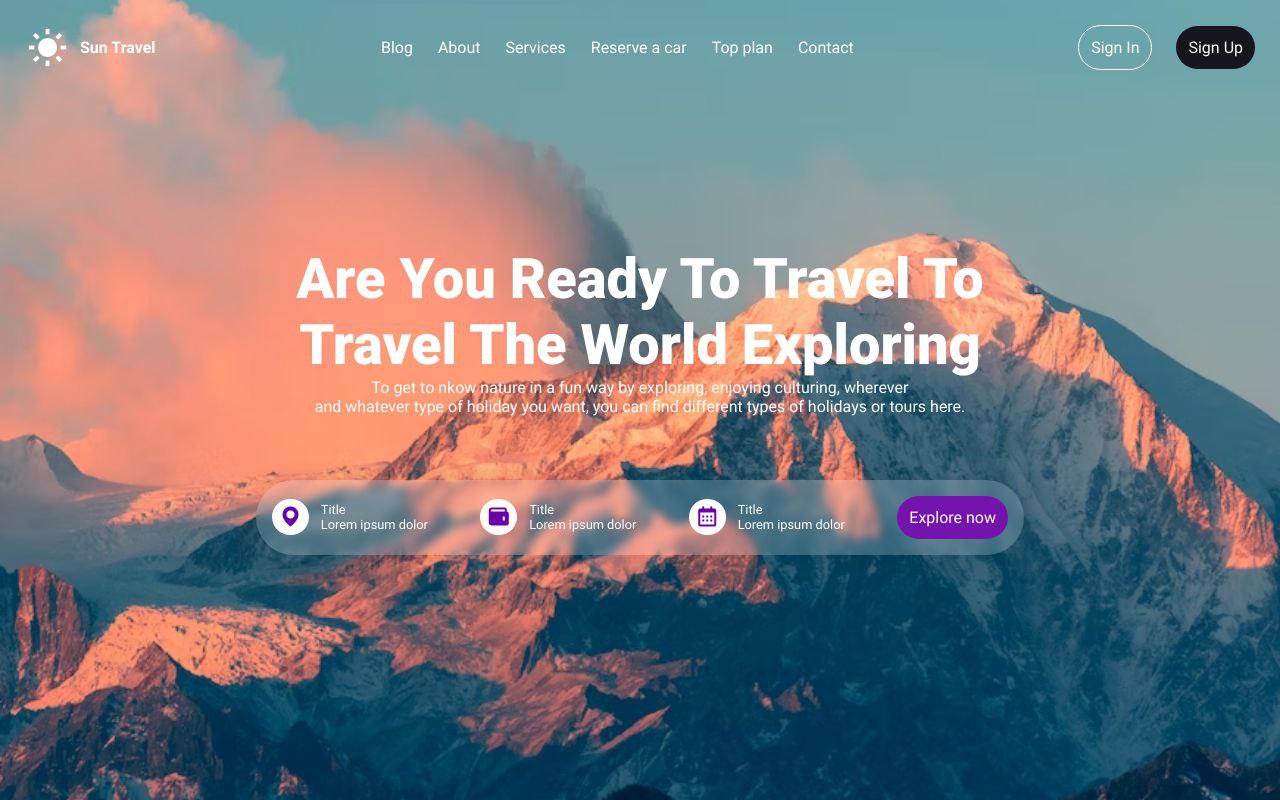 Sun Travel
Blog
About
Services
Reserve a car
Top plan
Contact
Sign In
Sign Up
Are You Ready To Travel To
Travel The World Exploring
To get to nkow nature in a fun way by exploring, enjoying culturing, wherever
and whatever type of holiday you want, you can find different types of holidays or tours here.
Title
Lorem ipsum dolor
Title
Lorem ipsum dolor
Title
Lorem ipsum dolor
Explore now